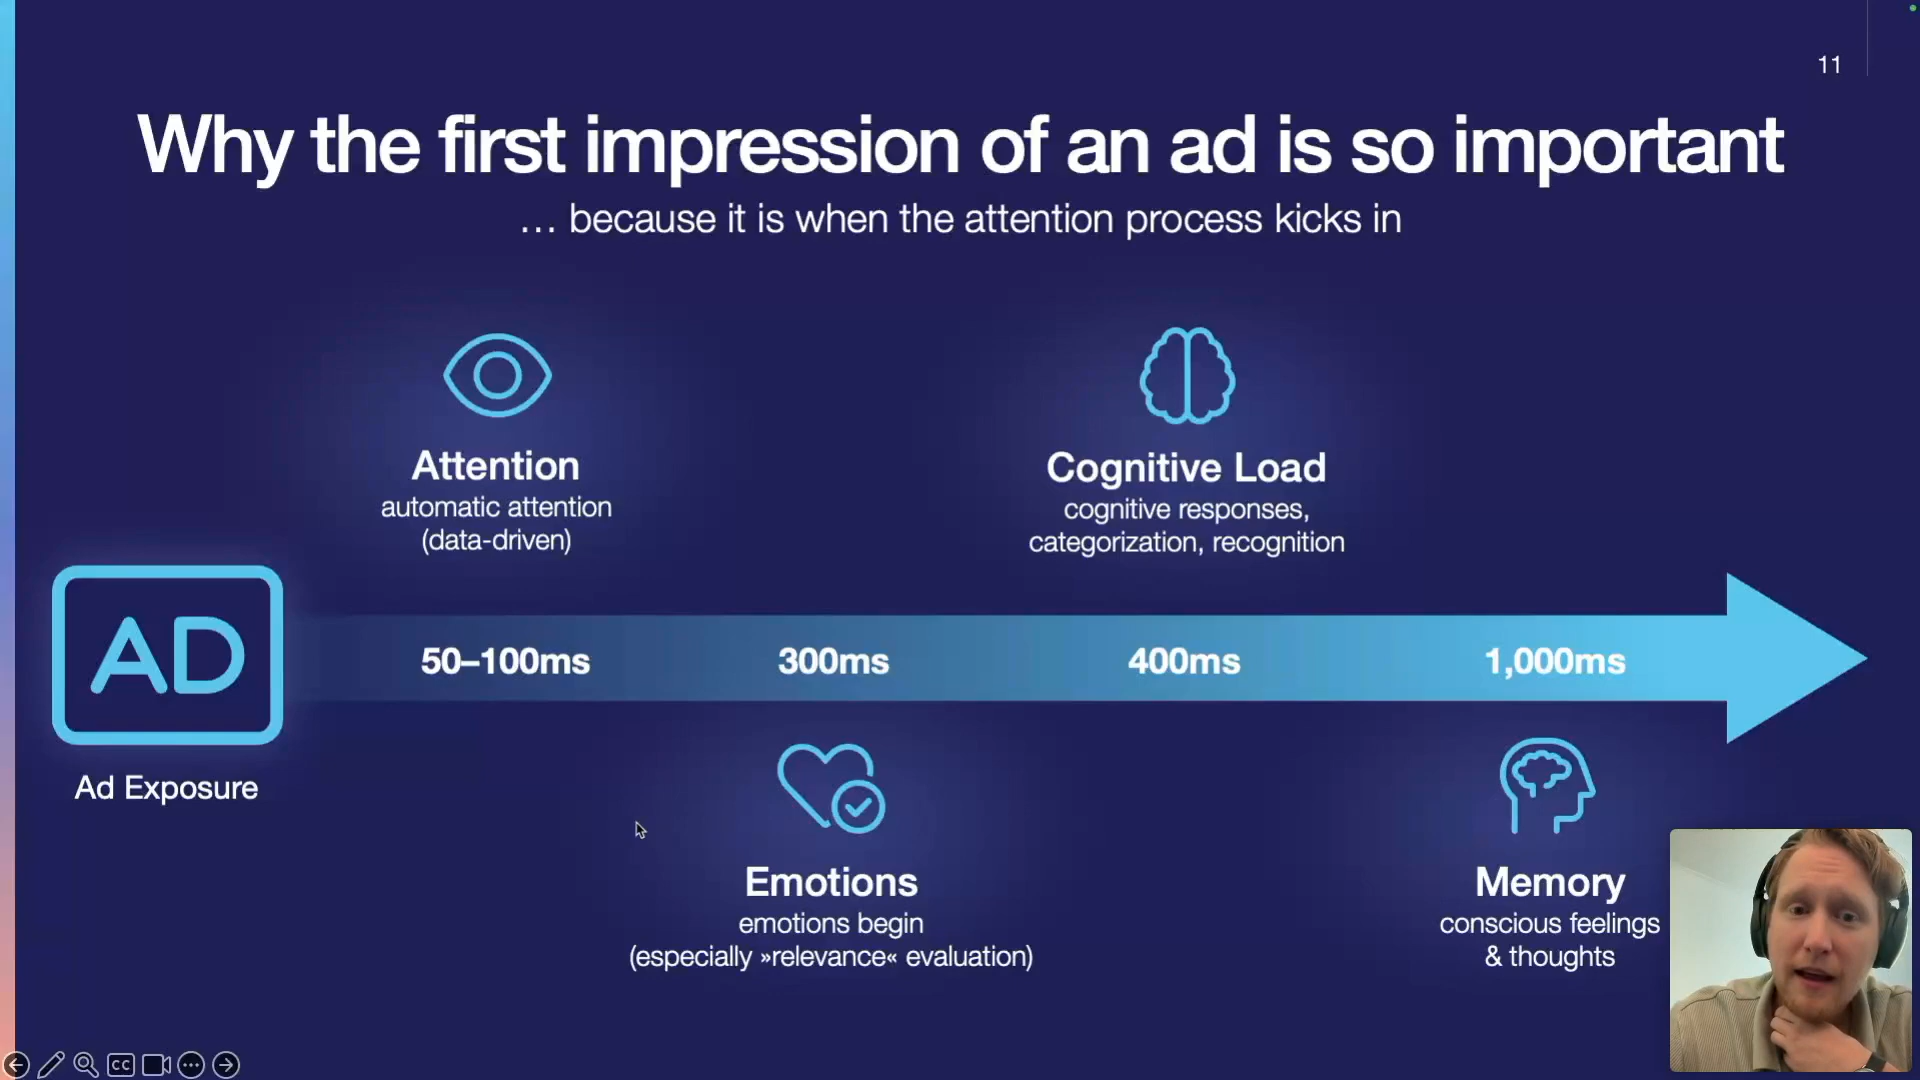 11
Why the first impression of an ad is so important
… because it is when the attention process kicks in
Attention
automatic attention
(data-driven)
Cognitive Load
cognitive responses,
categorization, recognition
AD
Ad Exposure
50–100ms
300ms
400ms
1,000ms
Emotions
emotions begin
(especially »relevance« evaluation)
Memory
conscious feelings
& thoughts
CC